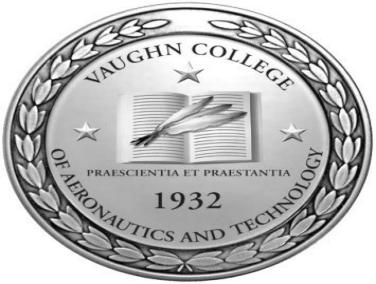 VAUGHN COLLEGE
PRAESCIENTIA ET PRAESTANTIA
1932
OF AERONAUTICS AND TECHNOLOGY